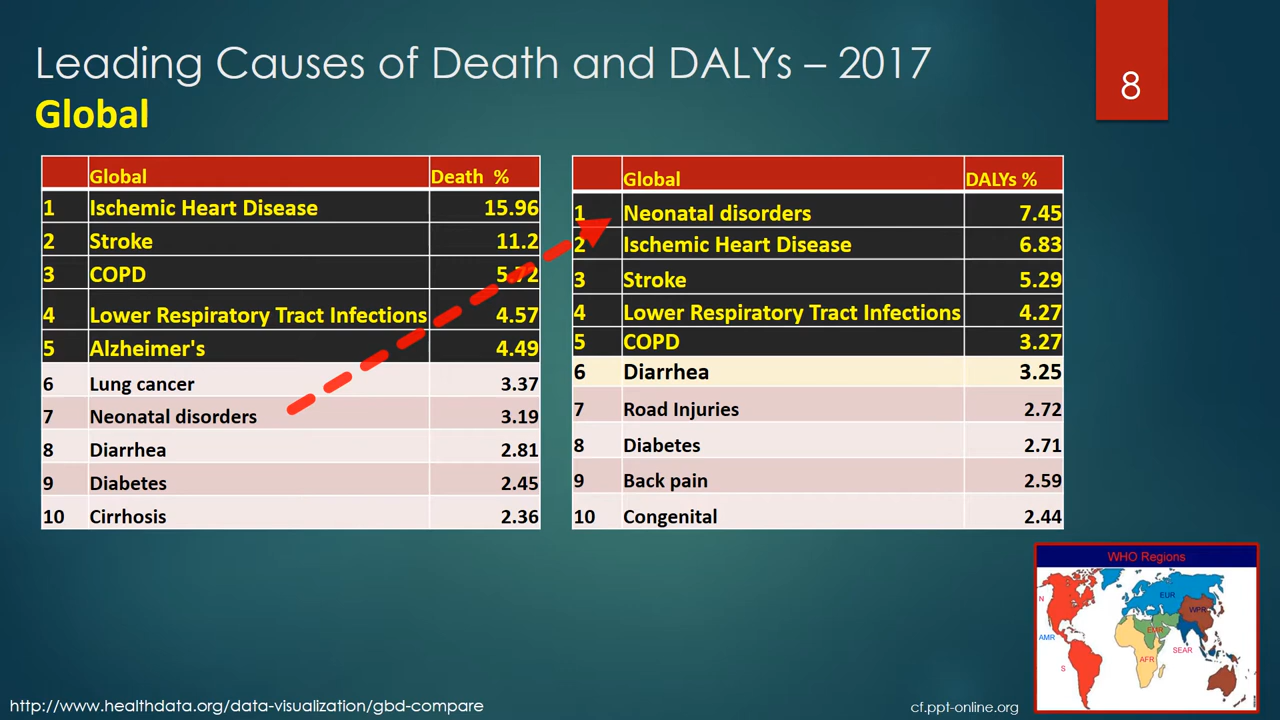 Leading Causes of Death and DALYs – 2017
Global
8
Global Death %
1 Ischemic Heart Disease 15.96
2 Stroke 11.2
3 COPD 5.72
4 Lower Respiratory Tract Infections 4.57
5 Alzheimer's 4.49
6 Lung cancer 3.37
7 Neonatal disorders 3.19
8 Diarrhea 2.81
9 Diabetes 2.45
10 Cirrhosis 2.36
Global DALYs %
1 Neonatal disorders 7.45
2 Ischemic Heart Disease 6.83
3 Stroke 5.29
4 Lower Respiratory Tract Infections 4.27
5 COPD 3.27
6 Diarrhea 3.25
7 Road Injuries 2.72
8 Diabetes 2.71
9 Back pain 2.59
10 Congenital 2.44
WHO Regions
N
EUR
WPR
EMR
AMR
SEAR
AFR
S
http://www.healthdata.org/data-visualization/gbd-compare
cf.ppt-online.org